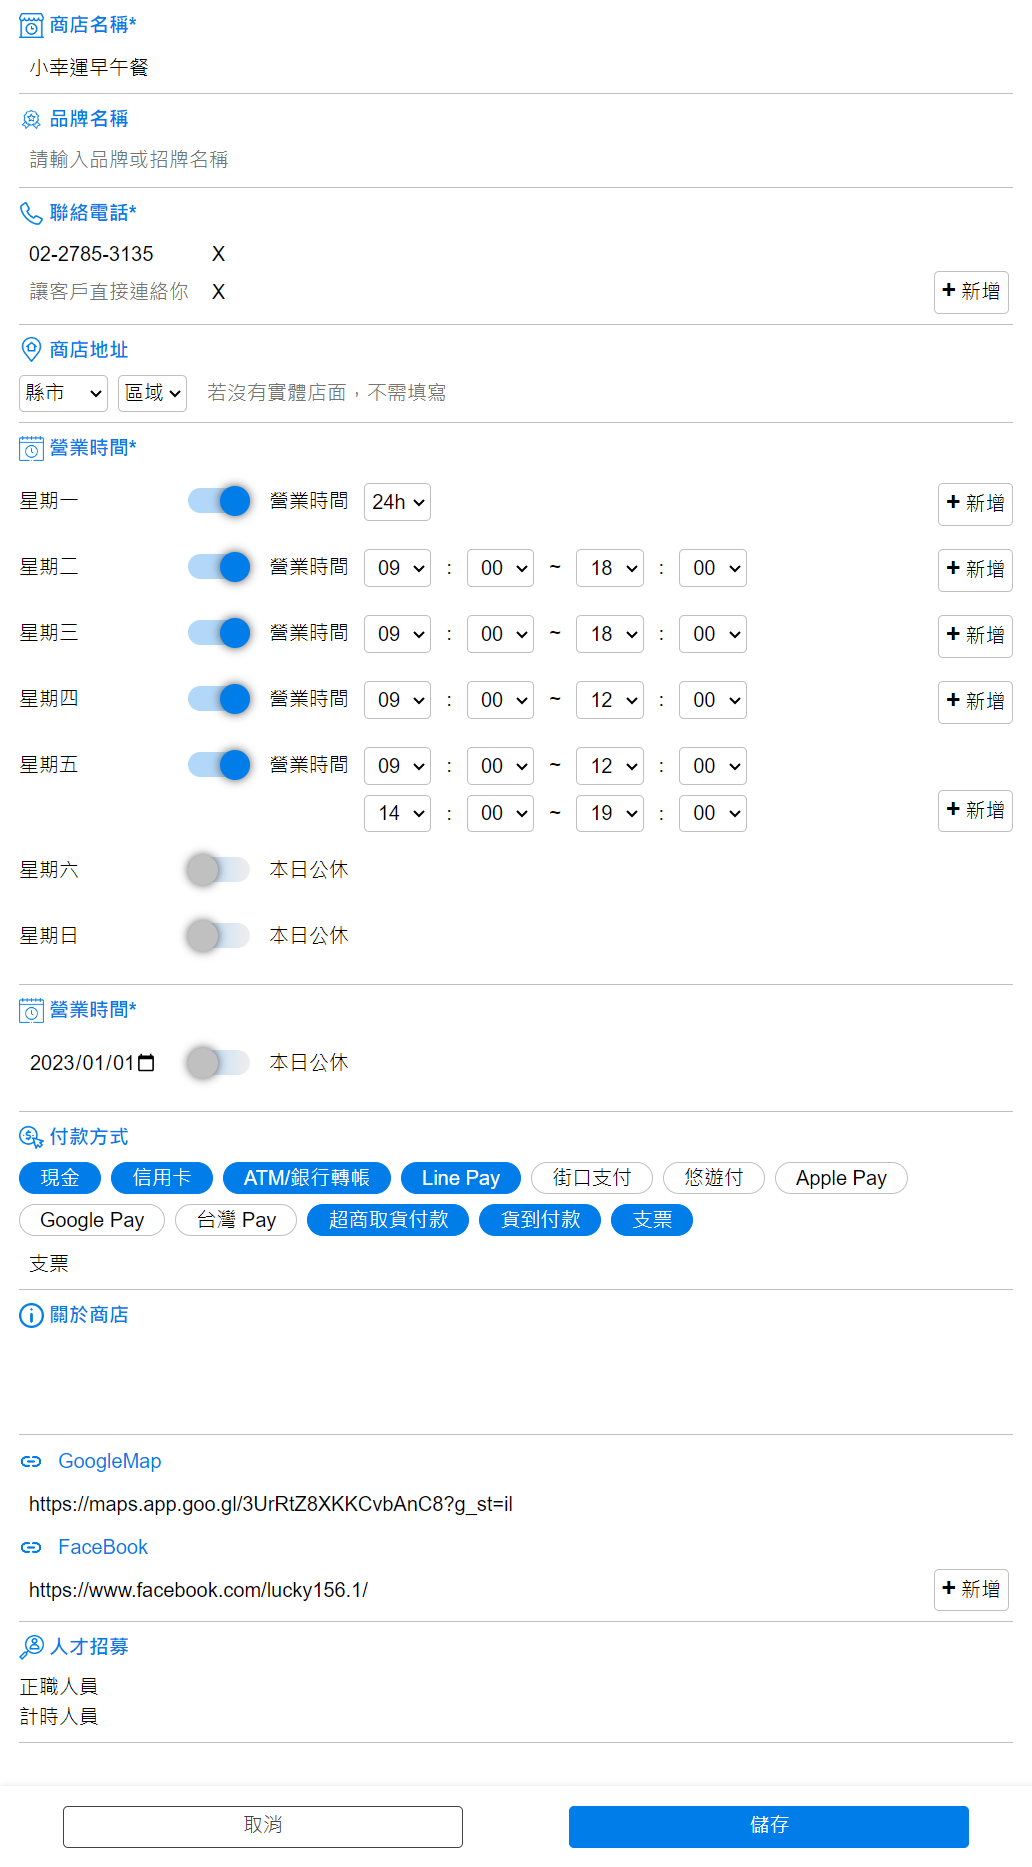 商店名稱*
小幸運早午餐
品牌名稱
請輸入品牌或招牌名稱
聯絡電話*
02-2785-3135 X
讓客戶直接連絡你 X
+ 新增
商店地址
縣市 區域 若沒有實體店面，不需填寫
營業時間*
星期一 營業時間 24h + 新增
星期二 營業時間 09 : 00 ~ 18 : 00 + 新增
星期三 營業時間 09 : 00 ~ 18 : 00 + 新增
星期四 營業時間 09 : 00 ~ 12 : 00 + 新增
星期五 營業時間 09 : 00 ~ 12 : 00
14 : 00 ~ 19 : 00 + 新增
星期六 本日公休
星期日 本日公休
營業時間*
2023/01/01 本日公休
付款方式
現金 信用卡 ATM/銀行轉帳 Line Pay 街口支付 悠遊付 Apple Pay
Google Pay 台灣 Pay 超商取貨付款 貨到付款 支票
支票
關於商店
GoogleMap
https://maps.app.goo.gl/3UrRtZ8XKKCvbAnC8?g_st=il
FaceBook
https://www.facebook.com/lucky156.1/ + 新增
人才招募
正職人員
計時人員
取消 儲存